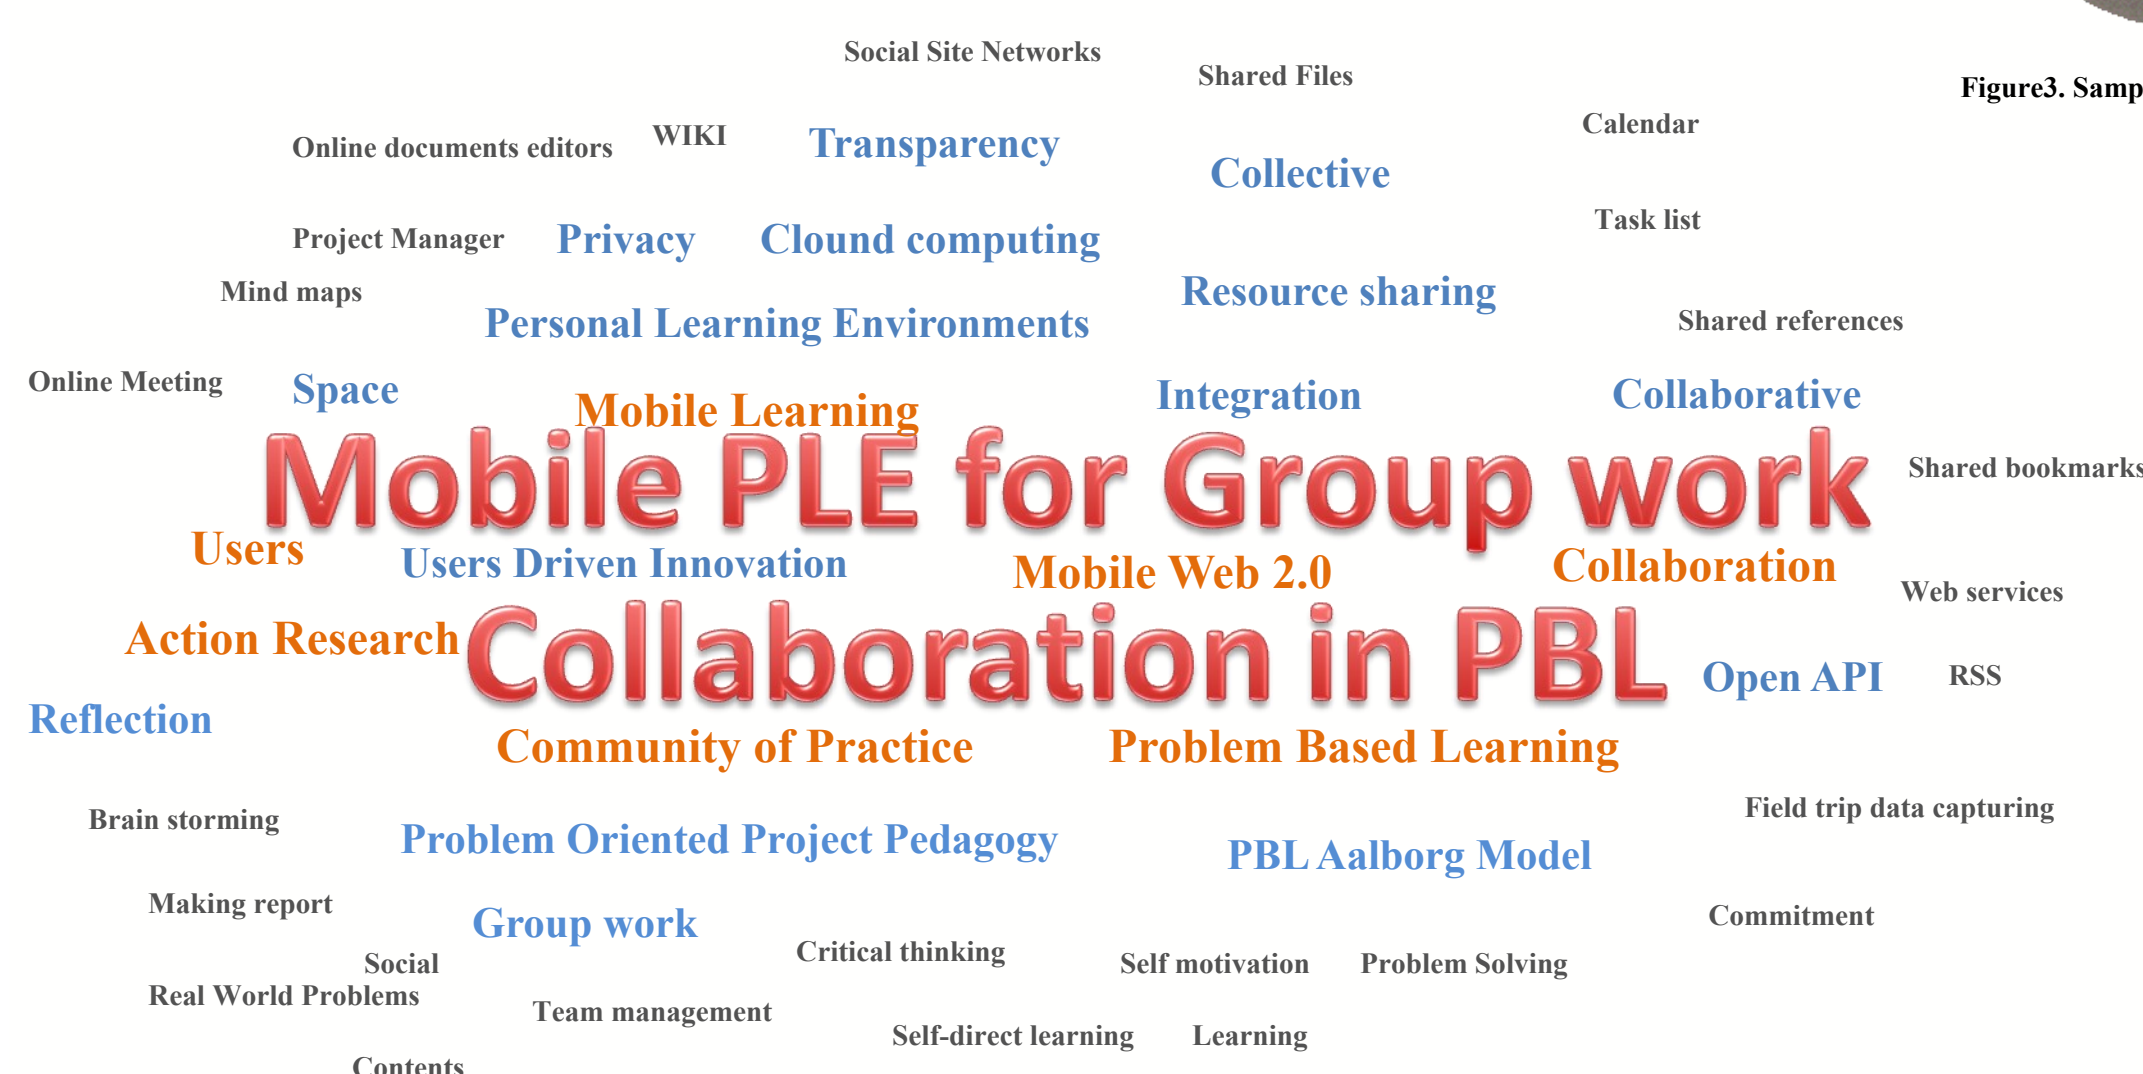 Social Site Networks
Shared Files
Figure3. Samp
Calendar
Online documents editors
WIKI
Transparency
Collective
Task list
Project Manager
Privacy
Clound computing
Mind maps
Resource sharing
Personal Learning Environments
Shared references
Online Meeting
Space
Mobile Learning
Integration
Collaborative
Mobile PLE for Group work
Shared bookmarks
Users
Users Driven Innovation
Mobile Web 2.0
Collaboration
Web services
Action Research
Collaboration in PBL
Open API
RSS
Reflection
Community of Practice
Problem Based Learning
Brain storming
Problem Oriented Project Pedagogy
PBL Aalborg Model
Field trip data capturing
Making report
Group work
Commitment
Social
Critical thinking
Self motivation
Problem Solving
Real World Problems
Team management
Self-direct learning
Learning
Contents